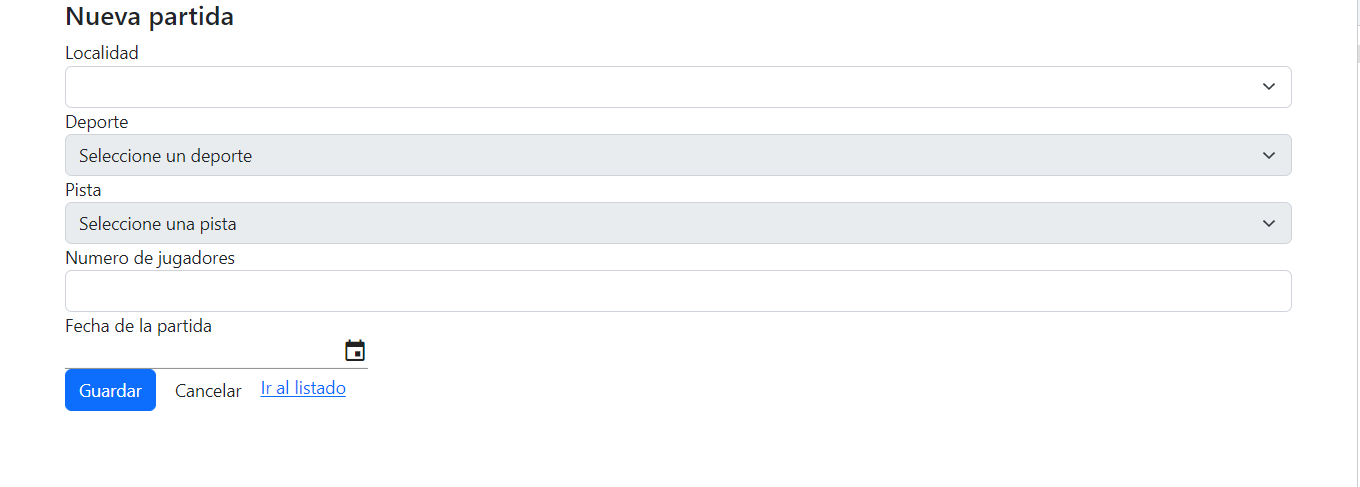 Nueva partida
Localidad
Deporte
Seleccione un deporte
Pista
Seleccione una pista
Numero de jugadores
Fecha de la partida
Guardar Cancelar Ir al listado